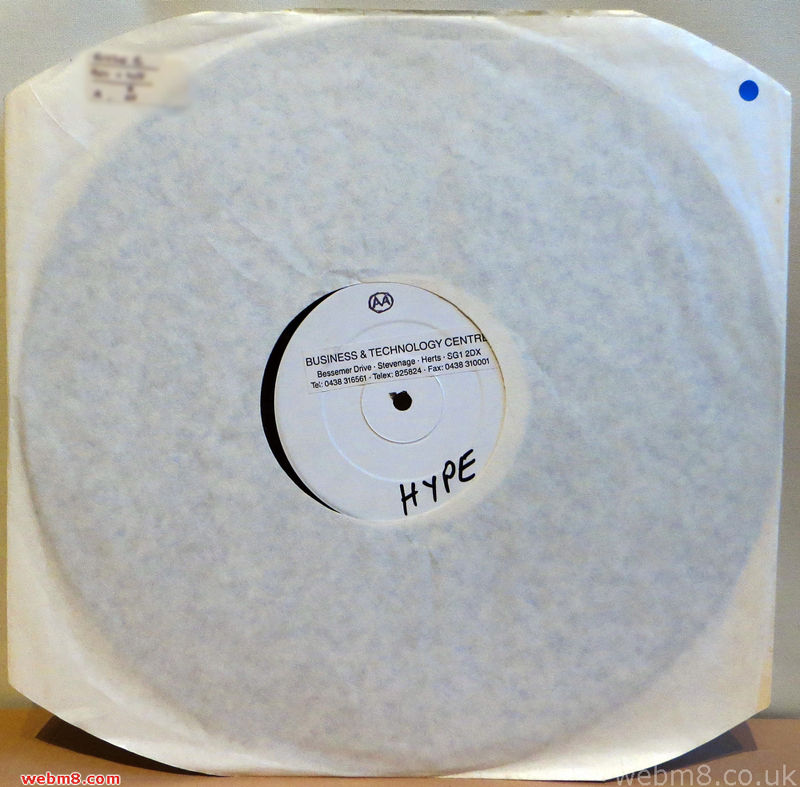 AA
BUSINESS & TECHNOLOGY CENTRE
Bessemer Drive · Stevenage · Herts · SG1 2DX
Tel: 0438 316561 · Telex: 825824 · Fax: 0438 310001
HYPE
webm8.com
webm8.co.uk